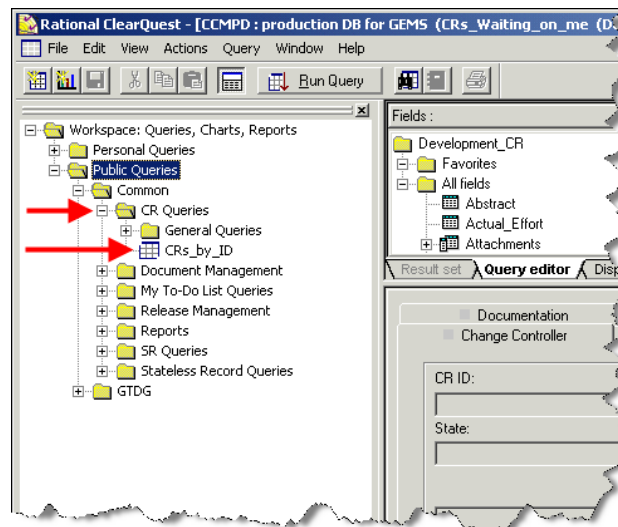 Rational ClearQuest - [CCMPD : production DB for GEMS (CRs_Waiting_on_me (D
File Edit View Actions Query Window Help
Run Query
Workspace: Queries, Charts, Reports
Personal Queries
Public Queries
Common
CR Queries
General Queries
CRs_by_ID
Document Management
My To-Do List Queries
Release Management
Reports
SR Queries
Stateless Record Queries
GTDG
Fields :
Development_CR
Favorites
All fields
Abstract
Actual_Effort
Attachments
Result set Query editor Disp
Documentation
Change Controller
CR ID:
State: